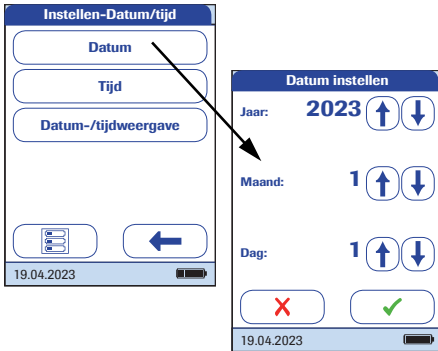 Instellen-Datum/tijd
Datum
Tijd
Datum-/tijdweergave
19.04.2023
Datum instellen
Jaar: 2023
Maand: 1
Dag: 1
19.04.2023